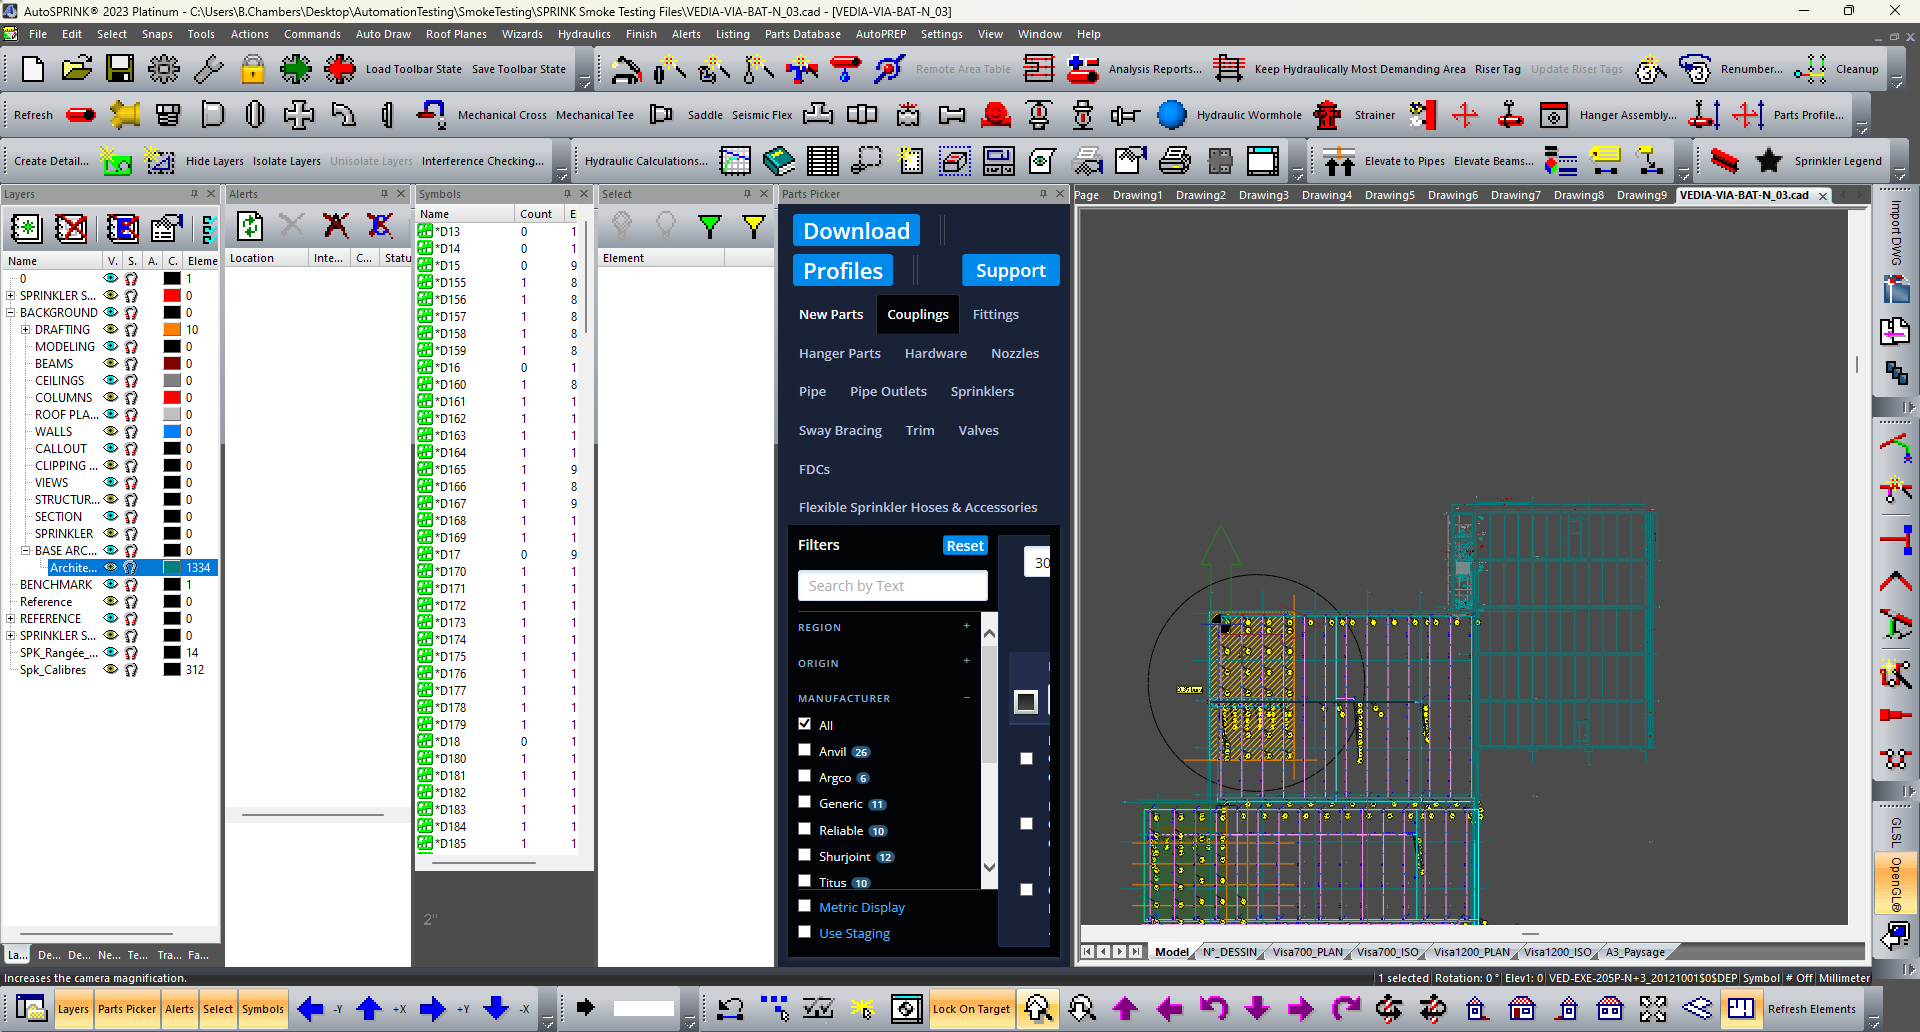 AutoSPRINK® 2023 Platinum - C:\Users\B.Chambers\Desktop\AutomationTesting\SmokeTesting\SPRINK Smoke Testing Files\VEDIA-VIA-BAT-N_03.cad - [VEDIA-VIA-BAT-N_03]
File Edit Select Snaps Tools Actions Commands Auto Draw Roof Planes Wizards Hydraulics Finish Alerts Listing Parts Database AutoPREP Settings View Window Help
Load Toolbar State Save Toolbar State Remote Area Table Analysis Reports... Keep Hydraulically Most Demanding Area Riser Tag Update Riser Tags Renumber... Cleanup
Refresh Mechanical Cross Mechanical Tee Saddle Seismic Flex Hydraulic Wormhole Strainer Hanger Assembly... Parts Profile...
Create Detail... Hide Layers Isolate Layers Unisolate Layers Interference Checking... Hydraulic Calculations... Elevate to Pipes Elevate Beams... Sprinkler Legend
Layers Alerts Symbols Select Parts Picker
Page Drawing1 Drawing2 Drawing3 Drawing4 Drawing5 Drawing6 Drawing7 Drawing8 Drawing9 VEDIA-VIA-BAT-N_03.cad
Name V. S. A. C. Eleme
0 1
SPRINKLER S... 0
BACKGROUND 0
DRAFTING 10
MODELING 0
BEAMS 0
CEILINGS 0
COLUMNS 0
ROOF PLA... 0
WALLS 0
CALLOUT 0
CLIPPING ... 0
VIEWS 0
STRUCTUR... 0
SECTION 0
SPRINKLER 0
BASE ARC... 0
Archite... 1334
BENCHMARK 1
Reference 0
REFERENCE 0
SPRINKLER S... 0
SPK_Rangée_... 14
Spk_Calibres 312
La... De... De... Ne... Te... Tra... Fa...
Location Inte... C... Statu
Name Count E
*D13 0 1
*D14 0 1
*D15 0 9
*D155 1 8
*D156 1 8
*D157 1 8
*D158 1 8
*D159 1 8
*D16 0 1
*D160 1 8
*D161 1 1
*D162 1 1
*D163 1 1
*D164 1 1
*D165 1 9
*D166 1 8
*D167 1 9
*D168 1 1
*D169 1 1
*D17 0 9
*D170 1 1
*D171 1 1
*D172 1 1
*D173 1 1
*D174 1 1
*D175 1 1
*D176 1 1
*D177 1 1
*D178 1 1
*D179 1 1
*D18 0 1
*D180 1 1
*D181 1 1
*D182 1 1
*D183 1 1
*D184 1 1
*D185 1 1
2"
Element
Download
Profiles Support
New Parts Couplings Fittings
Hanger Parts Hardware Nozzles
Pipe Pipe Outlets Sprinklers
Sway Bracing Trim Valves
FDCs
Flexible Sprinkler Hoses & Accessories
Filters Reset
30
Search by Text
REGION +
ORIGIN +
MANUFACTURER −
All
Anvil 26
Argco 6
Generic 11
Reliable 10
Shurjoint 12
Titus 10
Metric Display
Use Staging
Import DWG
GLSL
OpenGL®
Model N°_DESSIN Visa700_PLAN Visa700_ISO Visa1200_PLAN Visa1200_ISO A3_Paysage
Increases the camera magnification.
1 selected Rotation: 0 ° Elev1: 0 VED-EXE-205P-N+3_20121001$0$DEP Symbol # Off Millimeter
Layers Parts Picker Alerts Select Symbols -Y +X +Y -X Lock On Target Refresh Elements